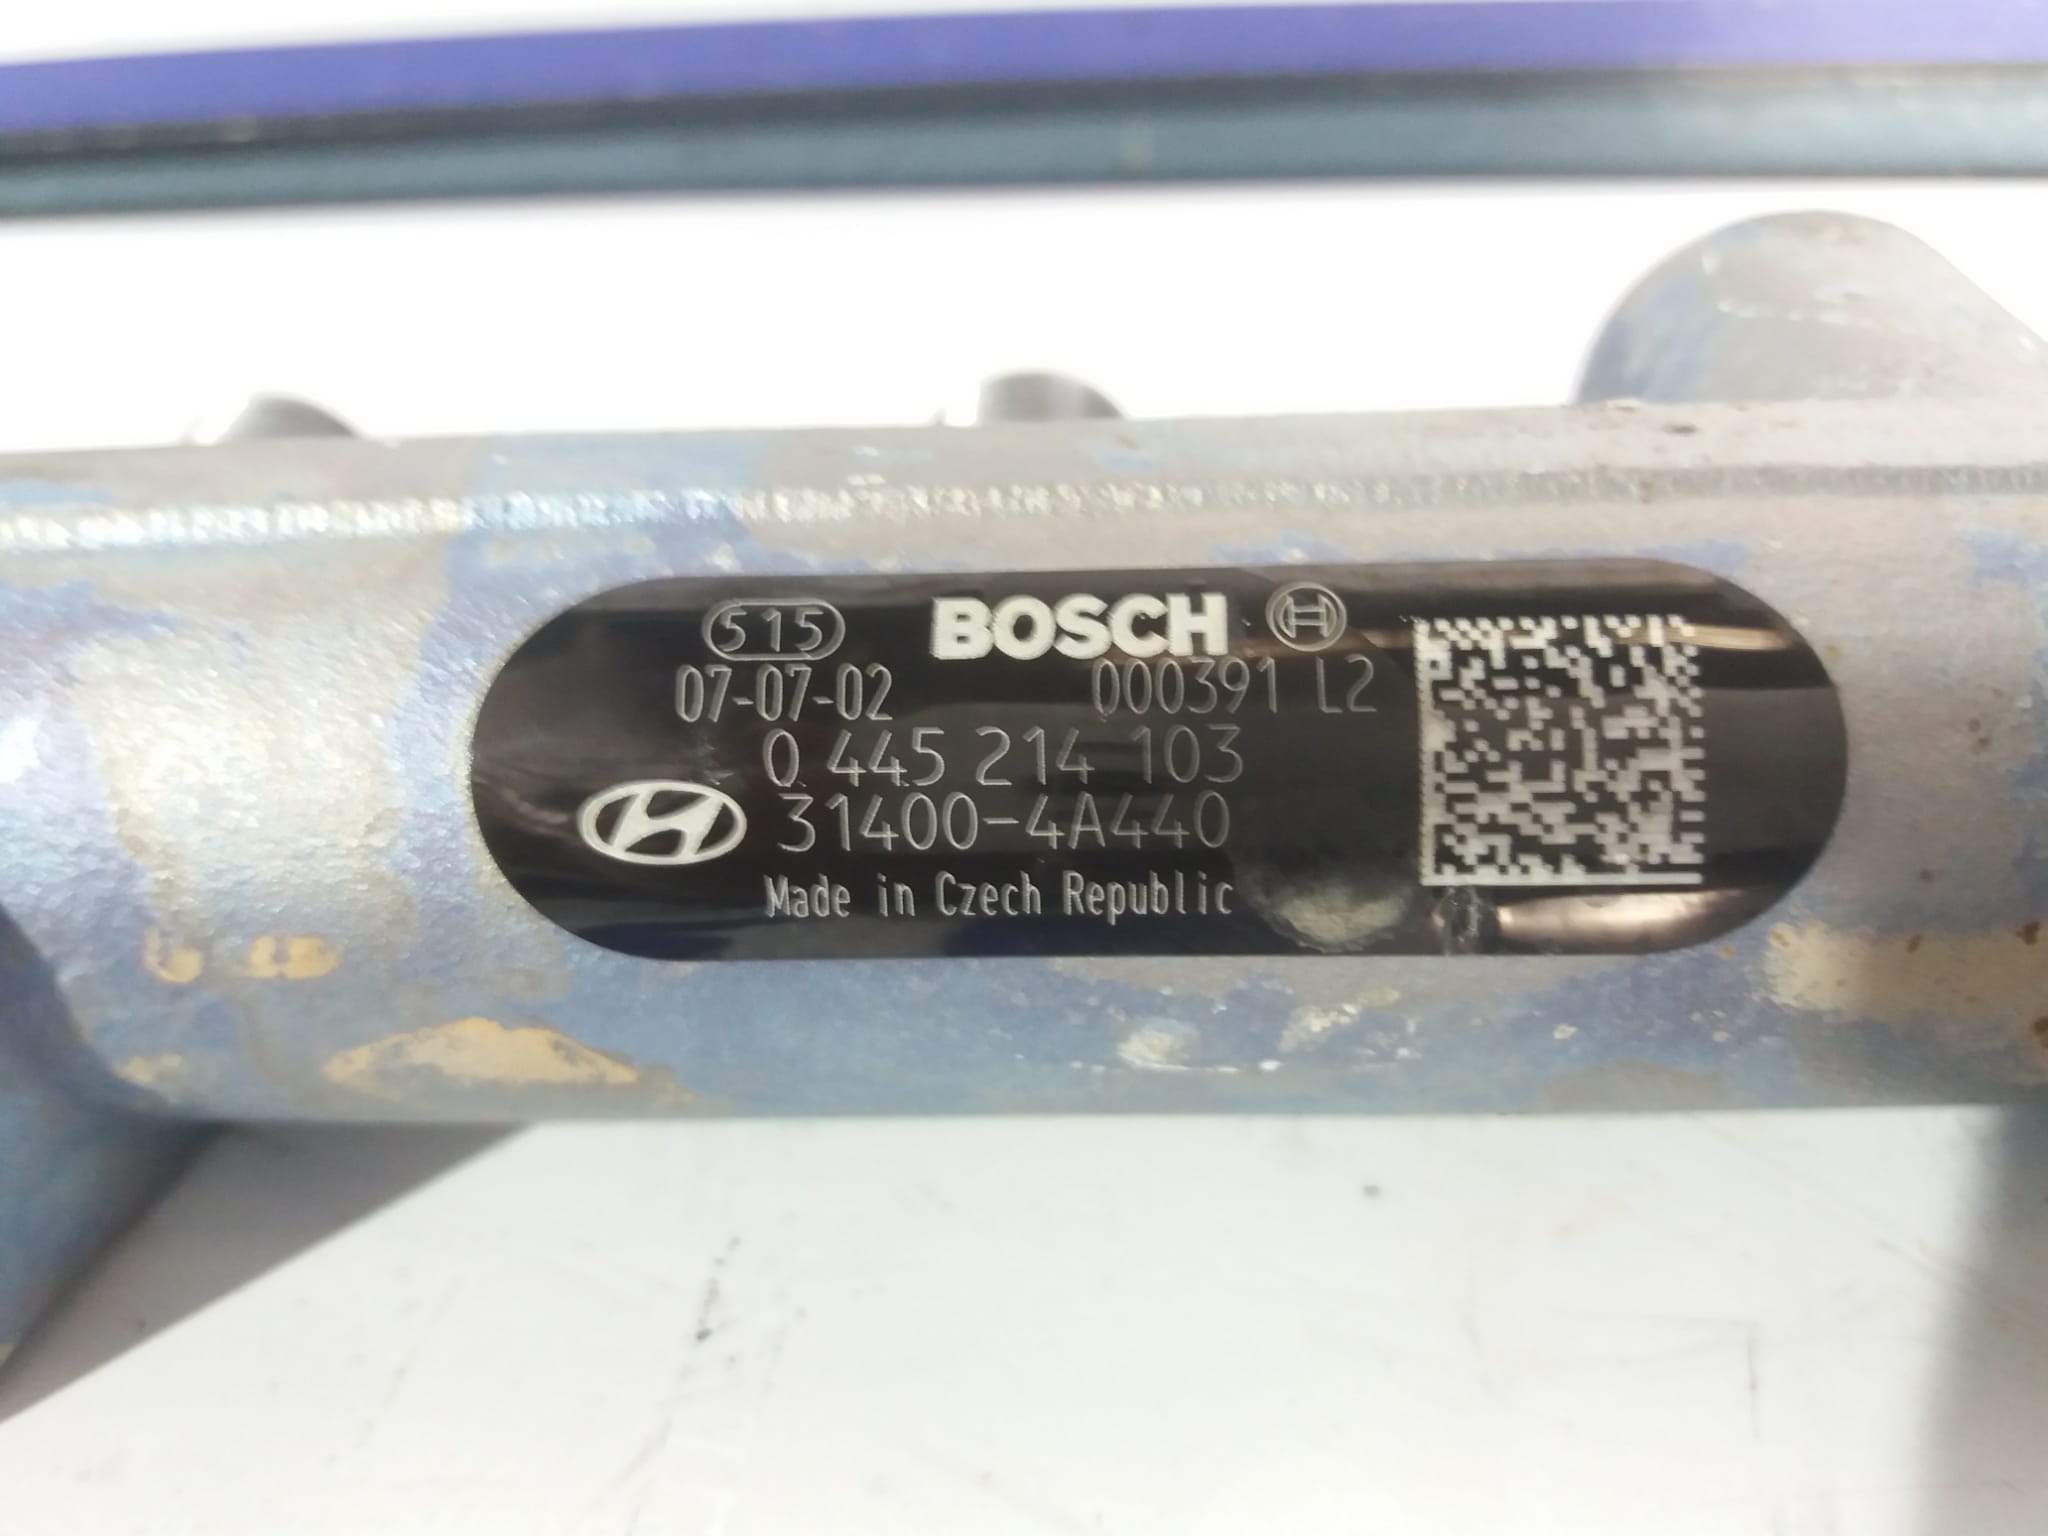 515 BOSCH
07-07-02 000391 L2
0 445 214 103
31400-4A440
Made in Czech Republic